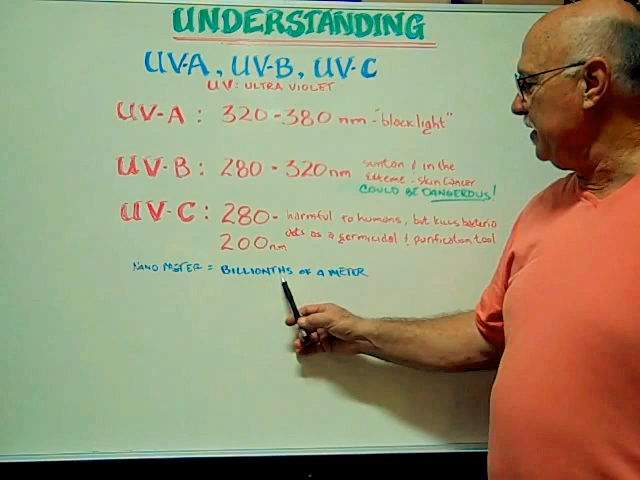 UNDERSTANDING
UV-A, UV-B, UV-C
UV: ULTRA VIOLET
UV-A: 320-380 nm - "black light"
UV-B: 280-320nm suntan & in the
Exteme - skin Cancer
COULD BE DANGEROUS!
UV-C: 280- harmful to humans, but kills bacteria
200nm acts as a germicidal & purification tool
NANO METER = BILLIONTHS OF A METER